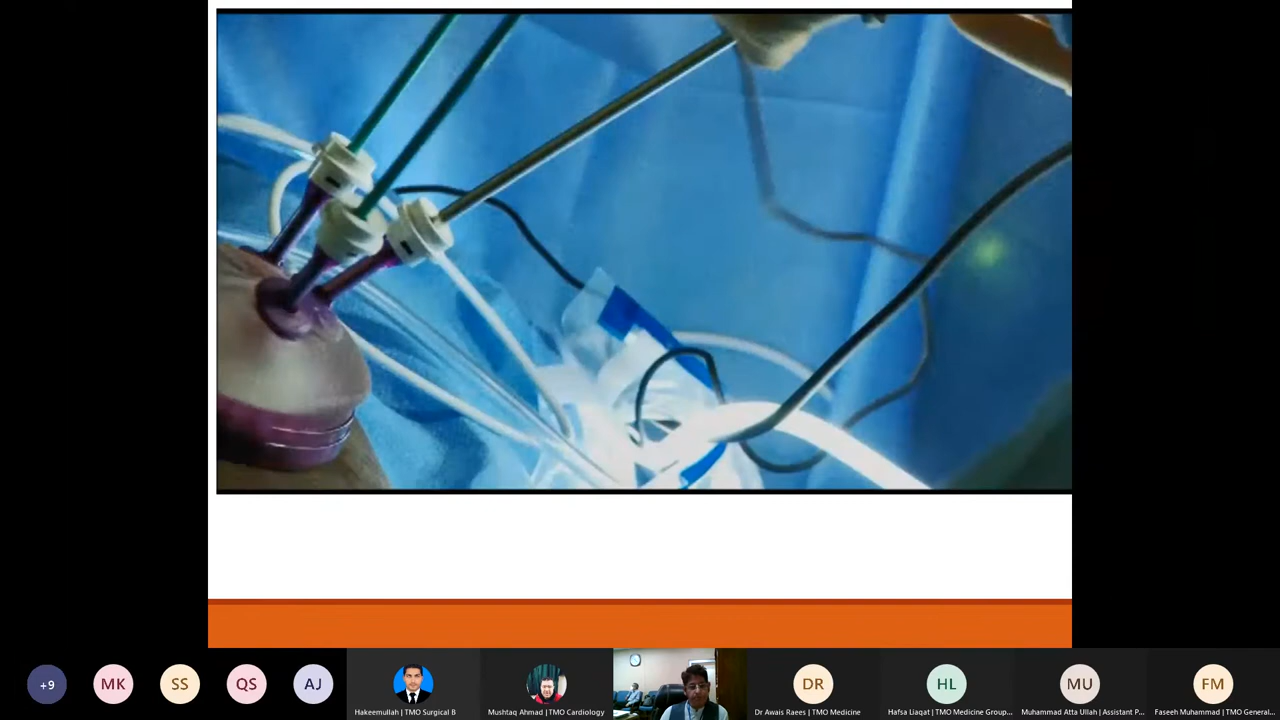 +9
MK
SS
QS
AJ
DR
HL
MU
FM
Hakeemullah | TMO Surgical B
Mushtaq Ahmad | TMO Cardiology
Dr Awais Raees | TMO Medicine
Hafsa Liaqat | TMO Medicine Group...
Muhammad Atta Ullah | Assistant P...
Faseeh Muhammad | TMO General...